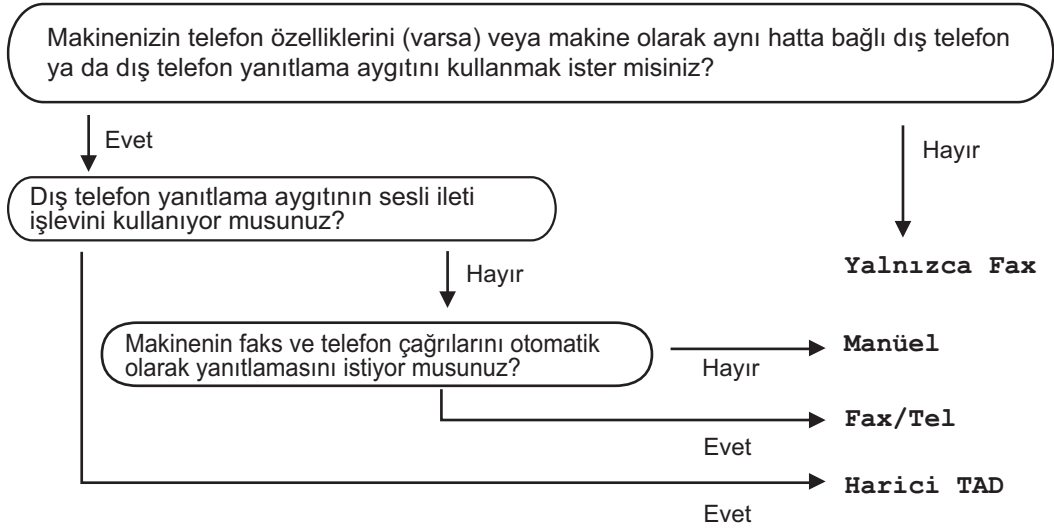 Makinenizin telefon özelliklerini (varsa) veya makine olarak aynı hatta bağlı dış telefon
ya da dış telefon yanıtlama aygıtını kullanmak ister misiniz?
Evet
Hayır
Dış telefon yanıtlama aygıtının sesli ileti
işlevini kullanıyor musunuz?
Hayır
Yalnızca Fax
Makinenin faks ve telefon çağrılarını otomatik
olarak yanıtlamasını istiyor musunuz?
Hayır
Manüel
Evet
Fax/Tel
Evet
Harici TAD